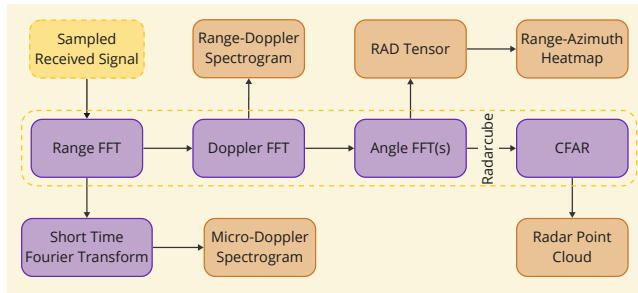 Sampled
Received Signal
Range-Doppler
Spectrogram
RAD Tensor
Range-Azimuth
Heatmap
Range FFT
Doppler FFT
Angle FFT(s)
Radarcube
CFAR
Short Time
Fourier Transform
Micro-Doppler
Spectrogram
Radar Point
Cloud